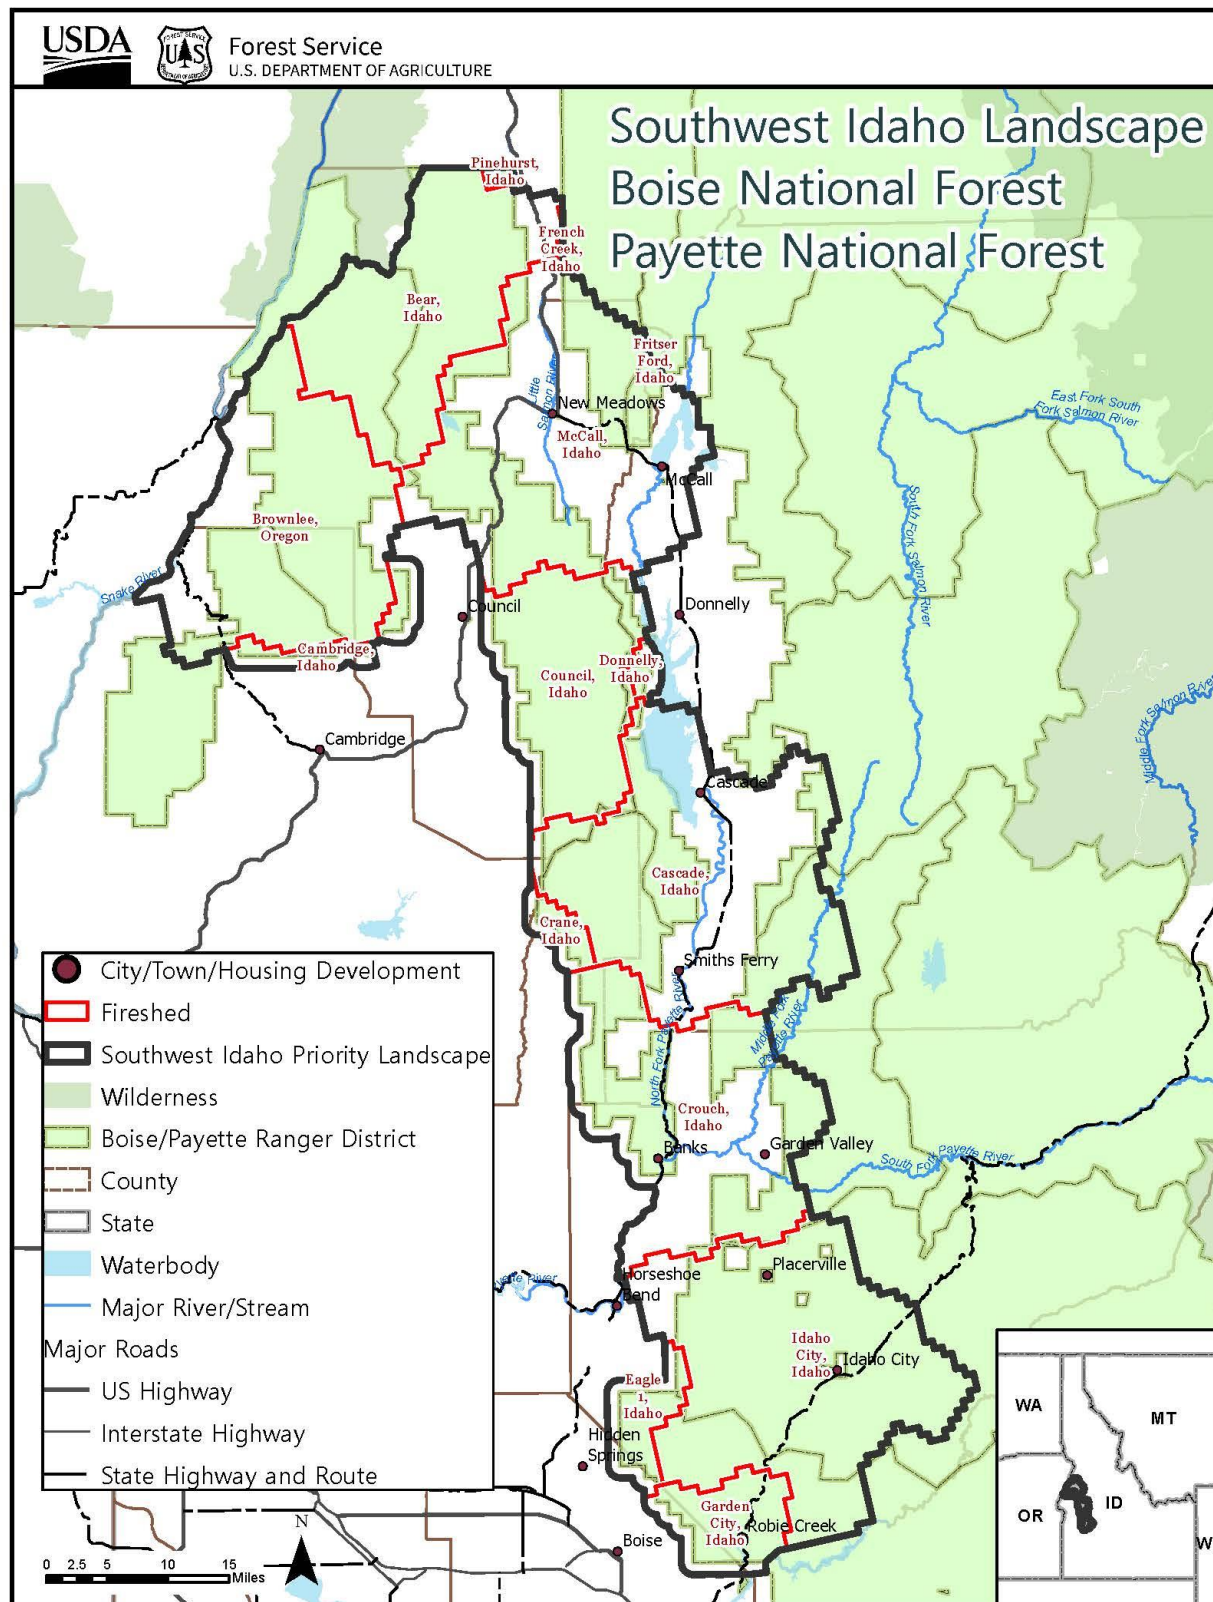 USDA
FOREST SERVICE
U S
DEPARTMENT OF AGRICULTURE
Forest Service
U.S. DEPARTMENT OF AGRICULTURE
Southwest Idaho Landscape
Boise National Forest
Payette National Forest
Pinehurst,
Idaho
French
Creek,
Idaho
Bear,
Idaho
Fritser
Ford,
Idaho
Little
Salmon River
New Meadows
McCall,
Idaho
McCall
East Fork South
Fork Salmon River
South Fork Salmon River
Brownlee,
Oregon
Snake River
Council
Donnelly
Cambridge,
Idaho
Council,
Idaho
Donnelly,
Idaho
Middle Fork Salmon River
Cambridge
Cascade
Cascade,
Idaho
Crane,
Idaho
Smiths Ferry
North Fork Payette River
Middle Fork
Payette River
Crouch,
Idaho
Banks
Garden Valley
South Fork Payette River
Horseshoe
Bend
Placerville
Idaho
City,
Idaho
Idaho City
Eagle
1,
Idaho
Hidden
Springs
Garden
City,
Idaho
Robie Creek
Boise
City/Town/Housing Development
Fireshed
Southwest Idaho Priority Landscape
Wilderness
Boise/Payette Ranger District
County
State
Waterbody
Major River/Stream
Major Roads
US Highway
Interstate Highway
State Highway and Route
N
0 2.5 5 10 15
Miles
WA
MT
OR
ID